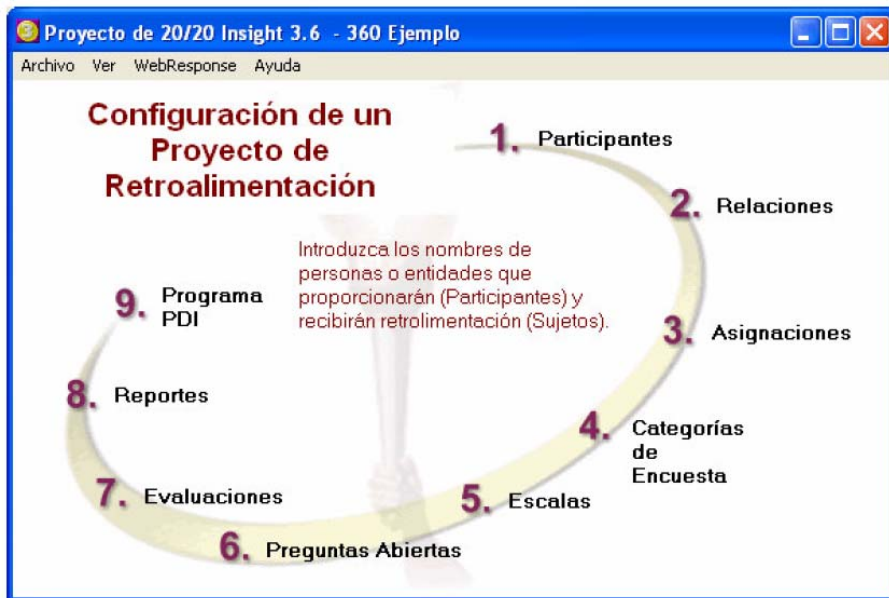 Proyecto de 20/20 Insight 3.6 - 360 Ejemplo
Archivo Ver WebResponse Ayuda
Configuración de un
Proyecto de
Retroalimentación
1. Participantes
2. Relaciones
Introduzca los nombres de
personas o entidades que
proporcionarán (Participantes) y
recibirán retrolimentación (Sujetos).
3. Asignaciones
4. Categorías
de
Encuesta
5. Escalas
6. Preguntas Abiertas
7. Evaluaciones
8. Reportes
9. Programa
PDI